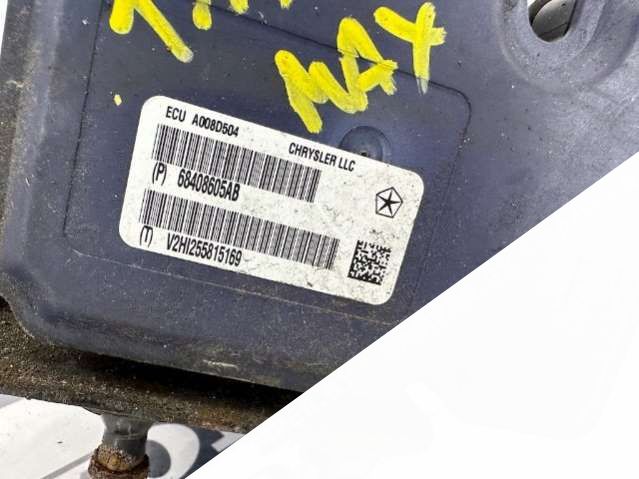 MAX
ECU A008D504
CHRYSLER LLC
(P) 68408605AB
(T) V2HI255815169